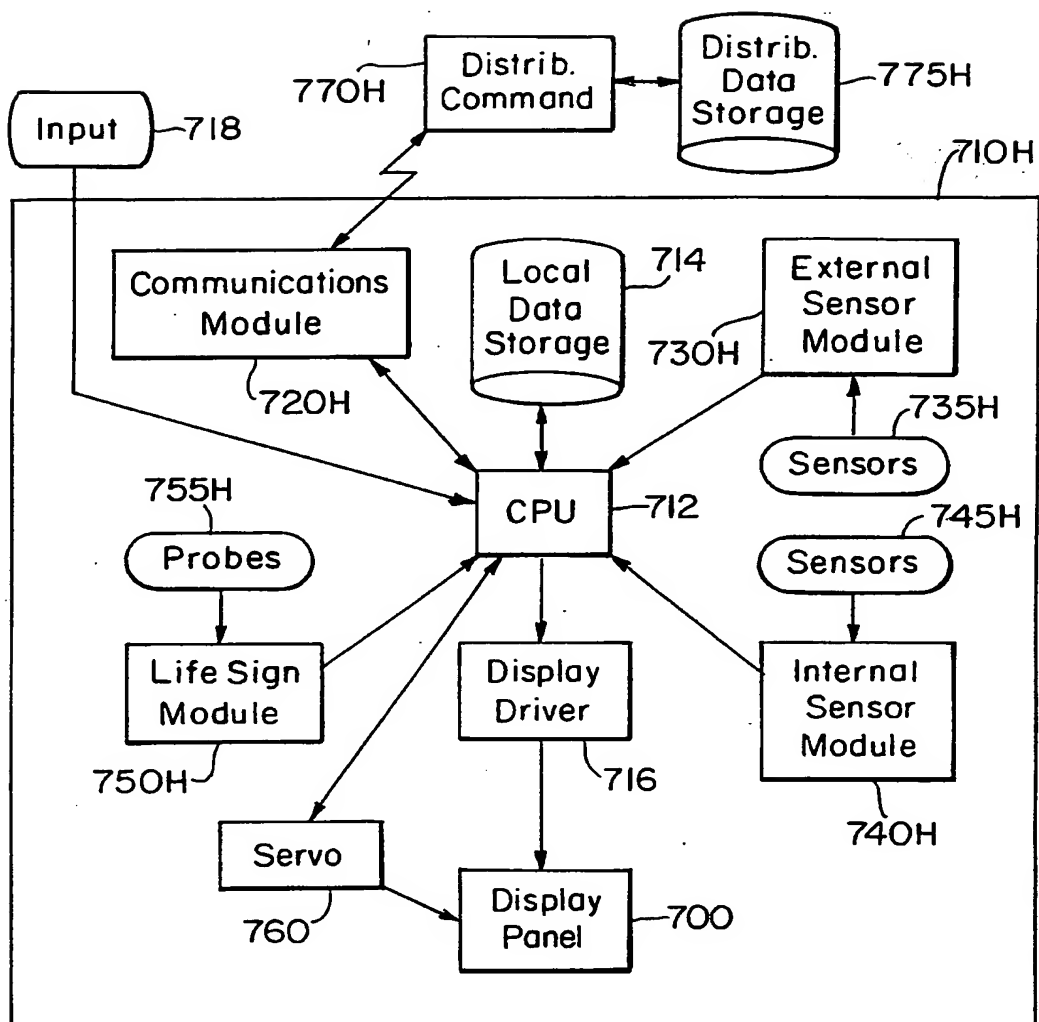 Distrib.
Command
770H
Distrib.
Data
Storage
775H
Input
718
710H
Communications
Module
720H
Local
Data
Storage
714
External
Sensor
Module
730H
735H
Sensors
CPU
712
755H
Probes
745H
Sensors
Life Sign
Module
750H
Display
Driver
716
Internal
Sensor
Module
740H
Servo
760
Display
Panel
700